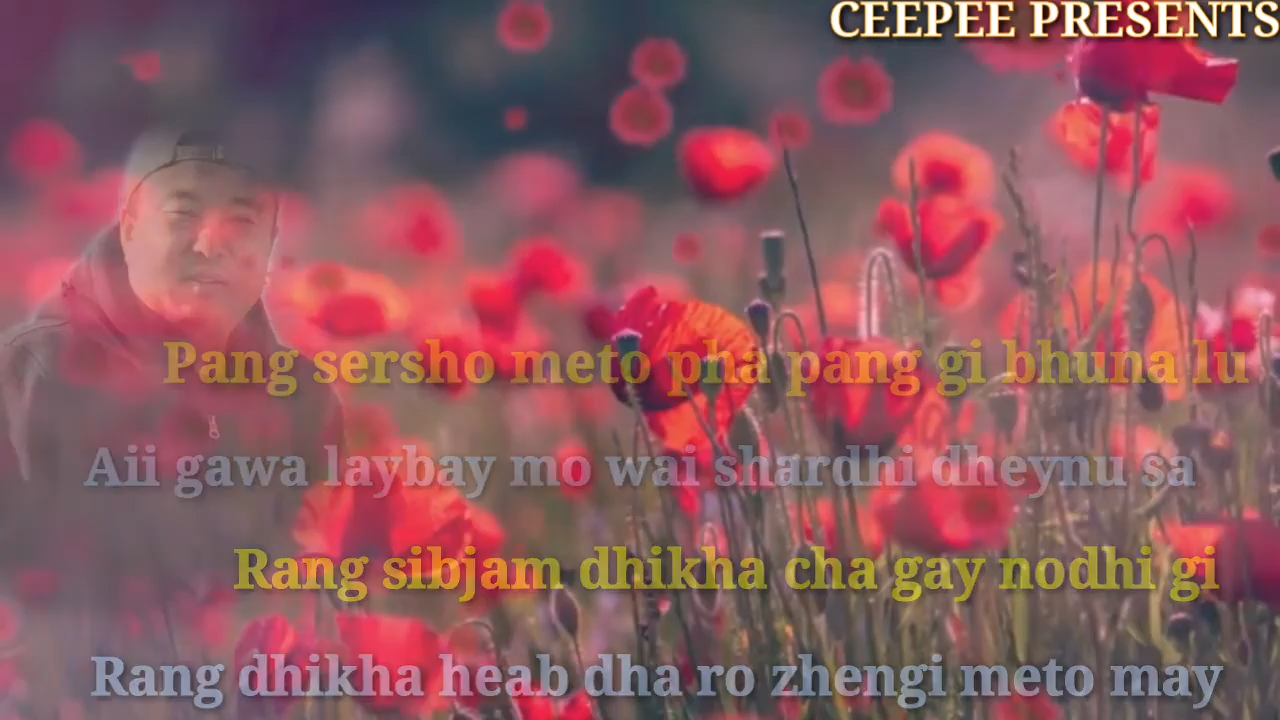 CEEPEE PRESENTS
Pang sersho meto pha pang gi bhuna lu
Aii gawa laybay mo wai shardhi dheynu sa
Rang sibjam dhikha cha gay nodhi gi
Rang dhikha heab dha ro zhengi meto may